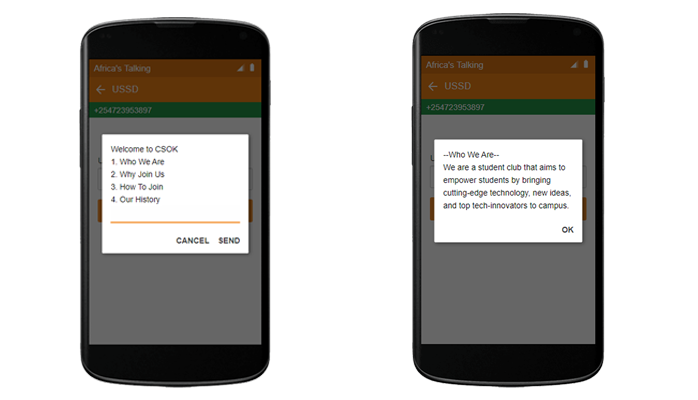 Africa's Talking
USSD
+254723953897
Welcome to CSOK
1. Who We Are
2. Why Join Us
3. How To Join
4. Our History
CANCEL SEND
Africa's Talking
USSD
+254723953897
--Who We Are--
We are a student club that aims to
empower students by bringing
cutting-edge technology, new ideas,
and top tech-innovators to campus.
OK